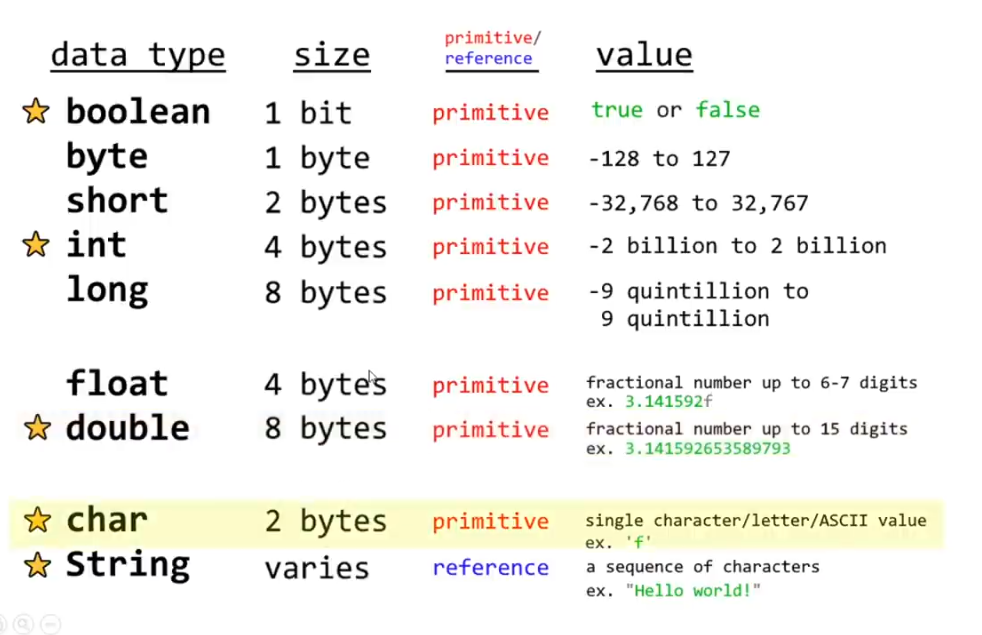 data type size primitive/ value
reference
boolean 1 bit primitive true or false
byte 1 byte primitive -128 to 127
short 2 bytes primitive -32,768 to 32,767
int 4 bytes primitive -2 billion to 2 billion
long 8 bytes primitive -9 quintillion to
9 quintillion
float 4 bytes primitive fractional number up to 6-7 digits
ex. 3.141592f
double 8 bytes primitive fractional number up to 15 digits
ex. 3.141592653589793
char 2 bytes primitive single character/letter/ASCII value
ex. 'f'
String varies reference a sequence of characters
ex. "Hello world!"